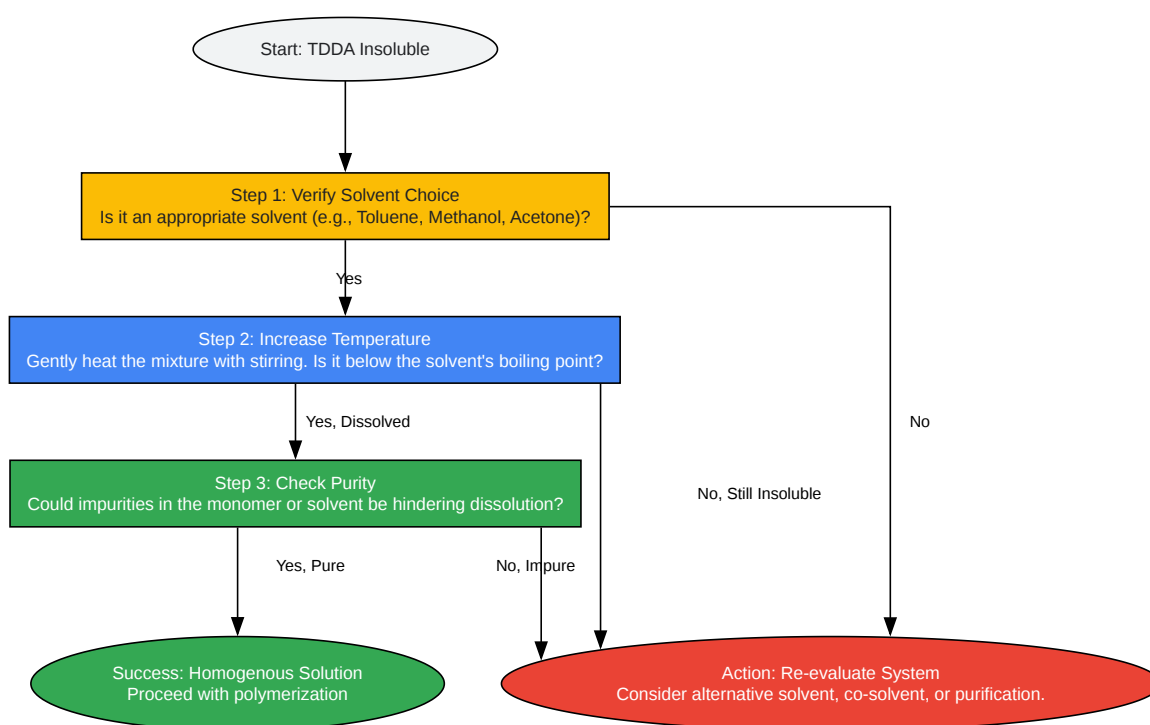 Start: TDDA Insoluble
Step 1: Verify Solvent Choice
Is it an appropriate solvent (e.g., Toluene, Methanol, Acetone)?
Yes
Step 2: Increase Temperature
Gently heat the mixture with stirring. Is it below the solvent's boiling point?
Yes, Dissolved
No
Step 3: Check Purity
Could impurities in the monomer or solvent be hindering dissolution?
No, Still Insoluble
Yes, Pure
No, Impure
Success: Homogenous Solution
Proceed with polymerization
Action: Re-evaluate System
Consider alternative solvent, co-solvent, or purification.